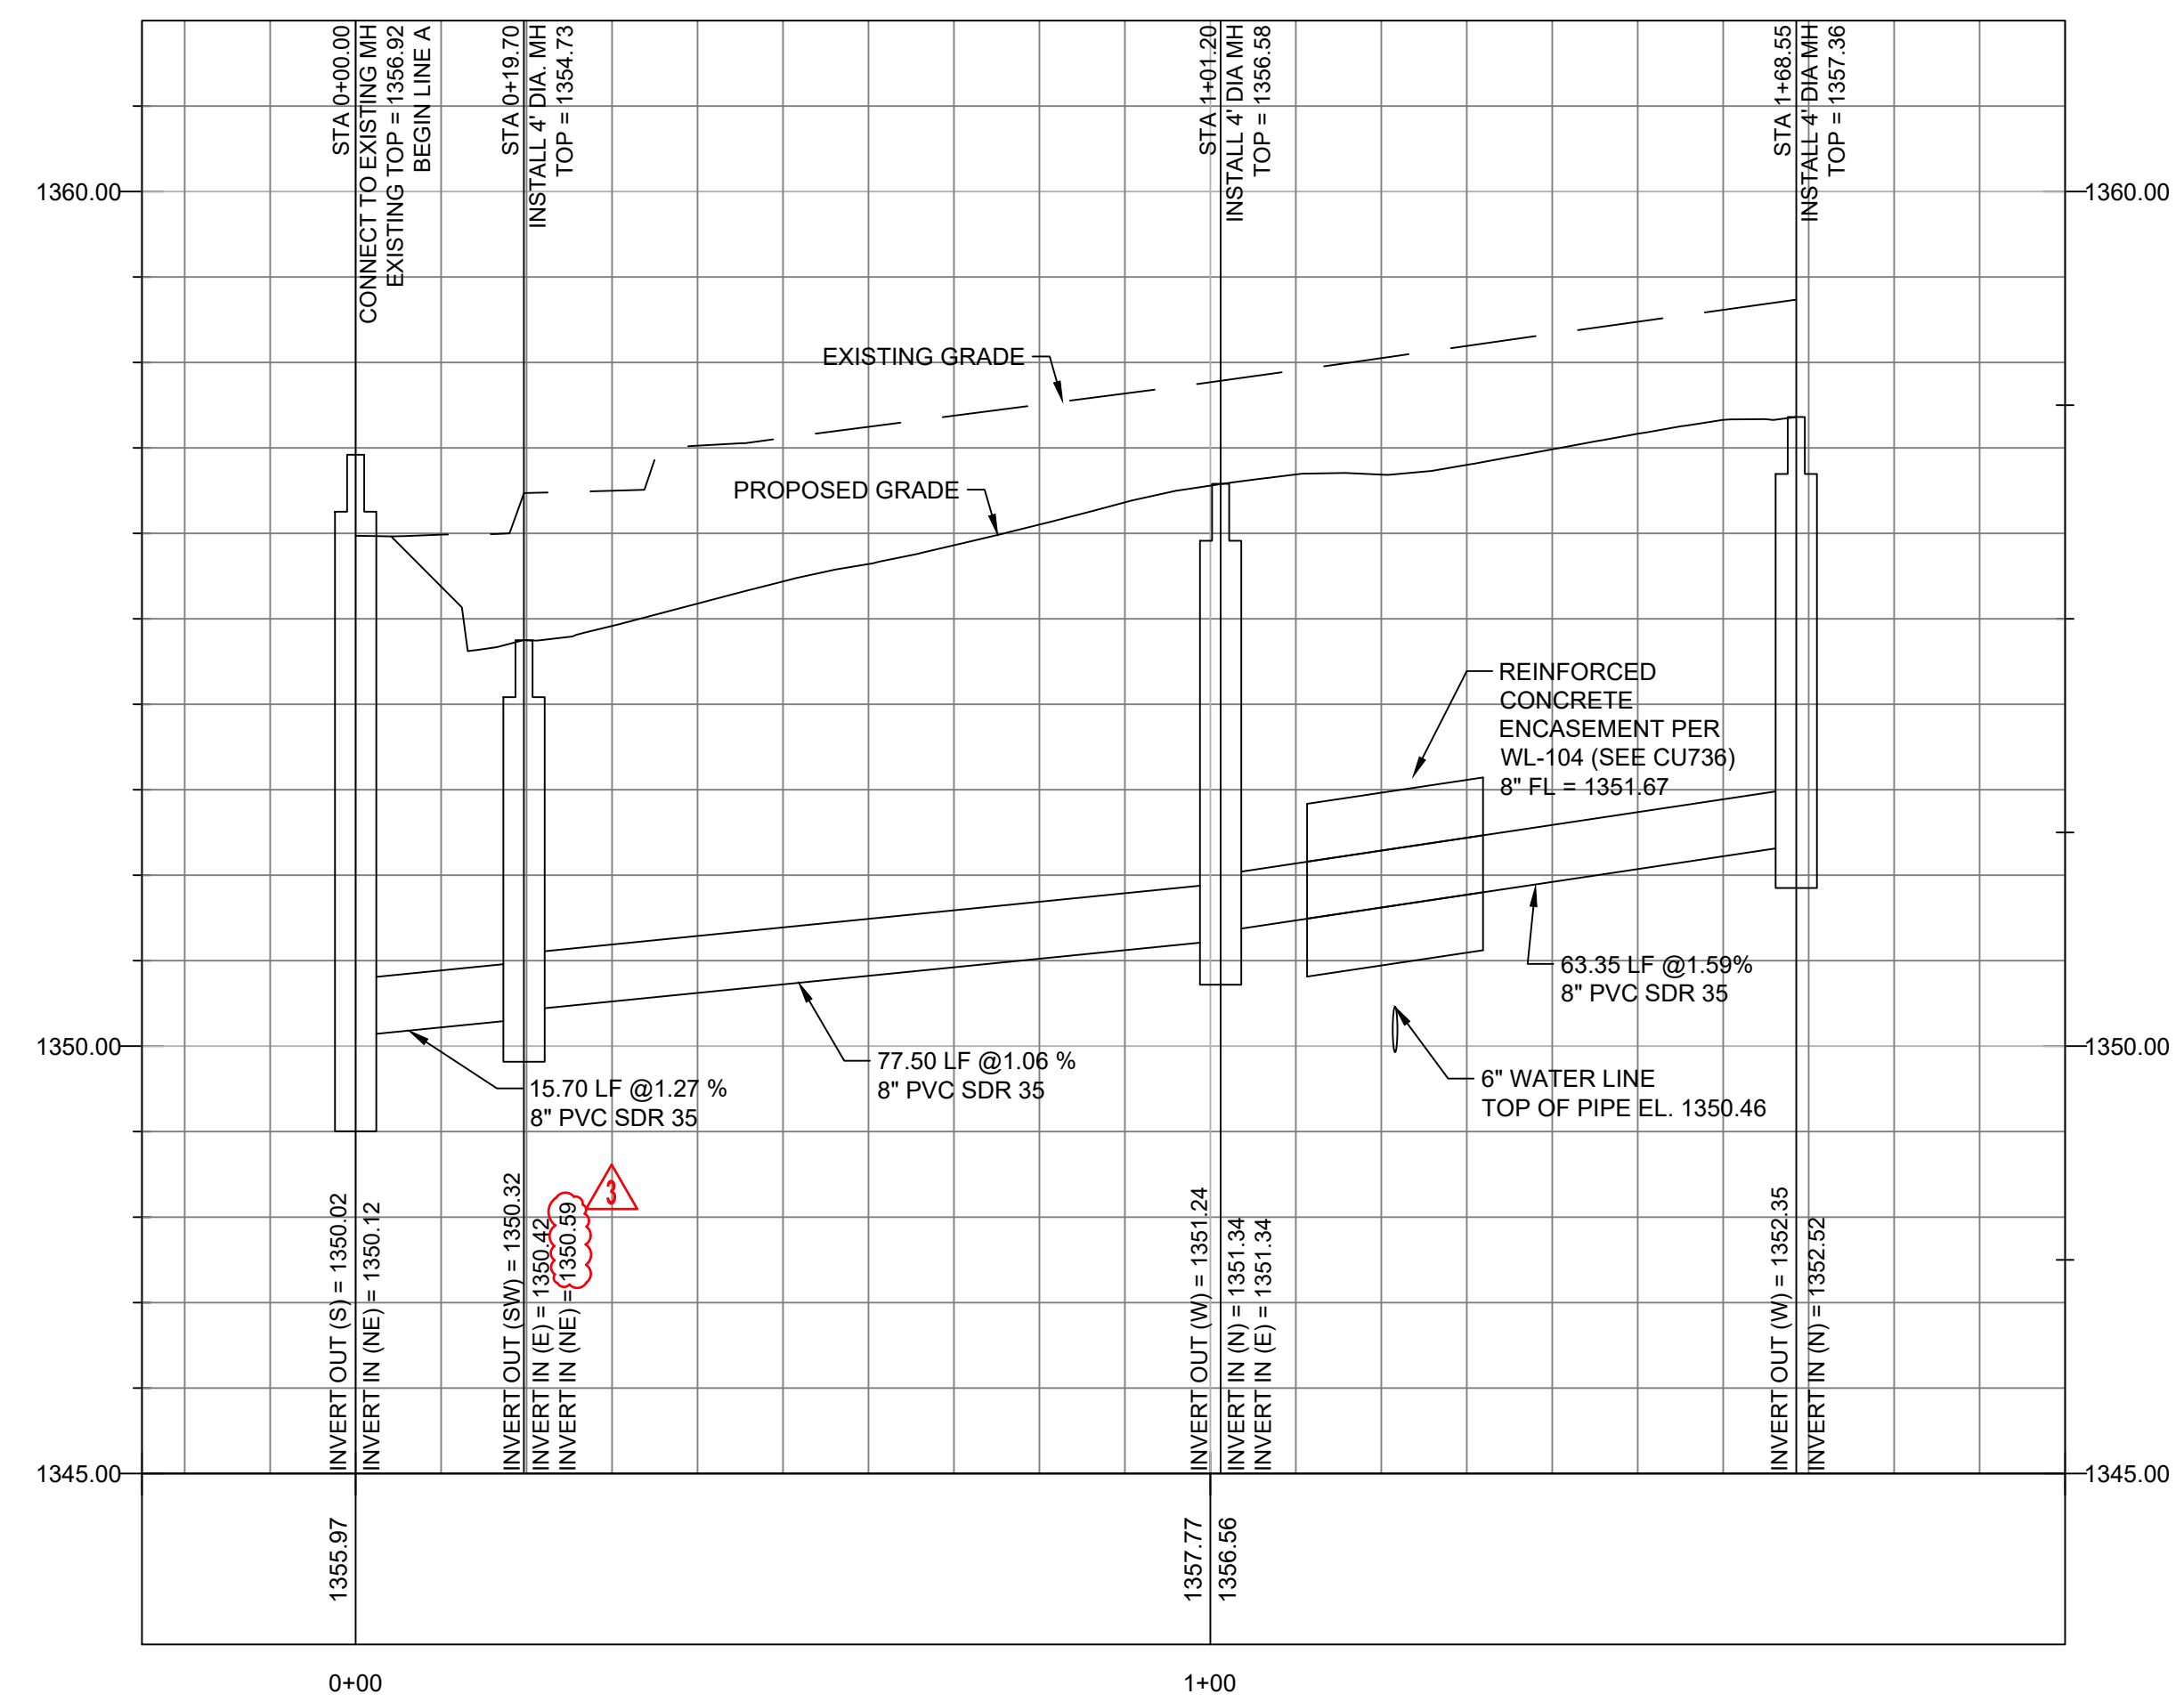 STA 0+00.00
CONNECT TO EXISTING MH
EXISTING TOP = 1356.92
BEGIN LINE A
STA 0+19.70
INSTALL 4' DIA. MH
TOP = 1354.73
STA 1+01.20
INSTALL 4' DIA MH
TOP = 1356.58
STA 1+68.55
INSTALL 4' DIA MH
TOP = 1357.36
1360.00
1360.00
EXISTING GRADE
PROPOSED GRADE
REINFORCED
CONCRETE
ENCASEMENT PER
WL-104 (SEE CU736)
8" FL = 1351.67
63.35 LF @1.59%
8" PVC SDR 35
1350.00
1350.00
77.50 LF @1.06 %
8" PVC SDR 35
15.70 LF @1.27 %
8" PVC SDR 35
6" WATER LINE
TOP OF PIPE EL. 1350.46
3
INVERT OUT (S) = 1350.02
INVERT IN (NE) = 1350.12
INVERT OUT (SW) = 1350.32
INVERT IN (E) = 1350.42
INVERT IN (NE) = 1350.59
INVERT OUT (W) = 1351.24
INVERT IN (N) = 1351.34
INVERT IN (E) = 1351.34
INVERT OUT (W) = 1352.35
INVERT IN (N) = 1352.52
1345.00
1345.00
1355.97
1357.77
1356.56
0+00
1+00